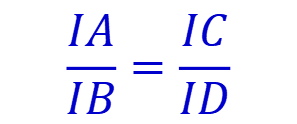 IA/IB = IC/ID